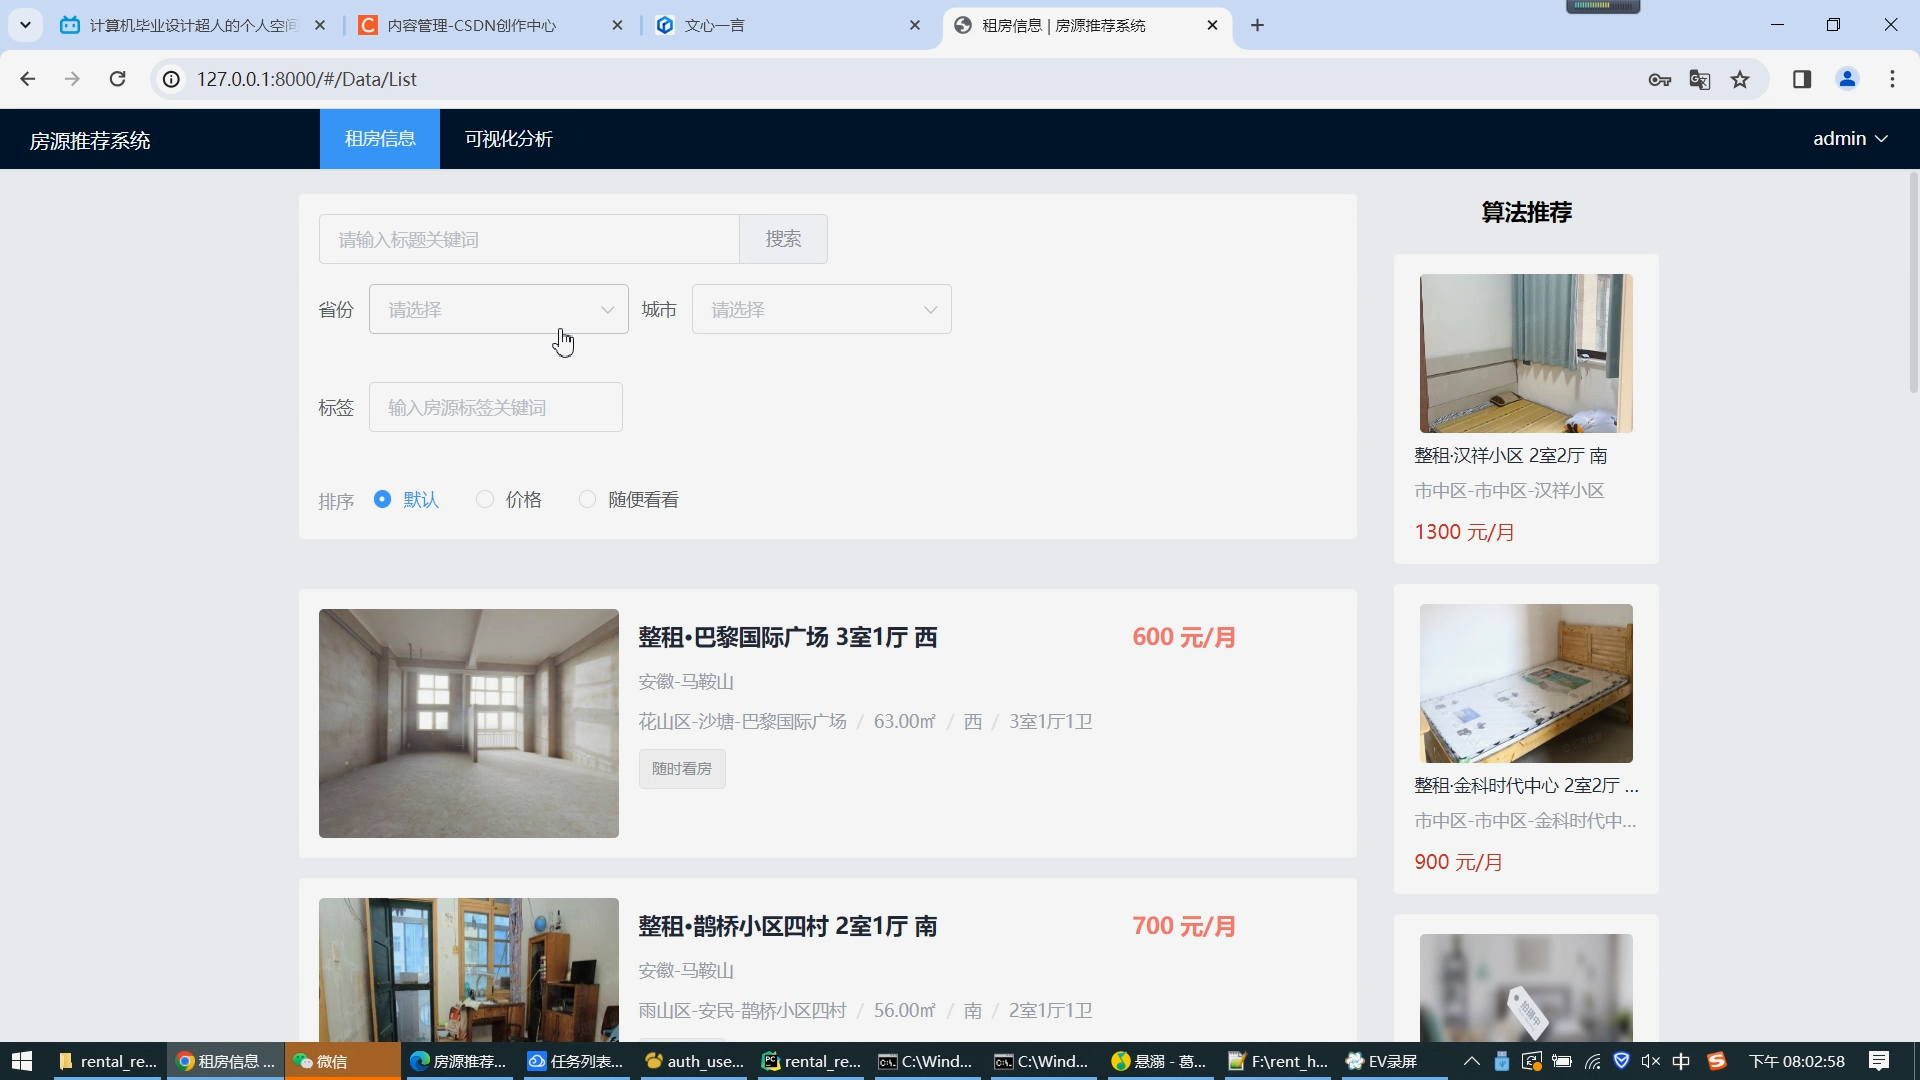 计算机毕业设计超人的个人空间
内容管理-CSDN创作中心
文心一言
租房信息 | 房源推荐系统
127.0.0.1:8000/#/Data/List
房源推荐系统
租房信息
可视化分析
admin
请输入标题关键词
搜索
省份
请选择
城市
请选择
标签
输入房源标签关键词
排序
默认
价格
随便看看
整租·巴黎国际广场 3室1厅 西
600 元/月
安徽-马鞍山
花山区-沙塘-巴黎国际广场 / 63.00㎡ / 西 / 3室1厅1卫
随时看房
整租·鹊桥小区四村 2室1厅 南
700 元/月
安徽-马鞍山
雨山区-安民-鹊桥小区四村 / 56.00㎡ / 南 / 2室1厅1卫
算法推荐
整租·汉祥小区 2室2厅 南
市中区-市中区-汉祥小区
1300 元/月
整租·金科时代中心 2室2厅 ...
市中区-市中区-金科时代中...
900 元/月
拍摄中
rental_re...
租房信息 ...
微信
房源推荐...
任务列表...
auth_use...
rental_re...
C:\Wind...
C:\Wind...
悬溺 - 葛...
F:\rent_h...
EV录屏
中
下午 08:02:58